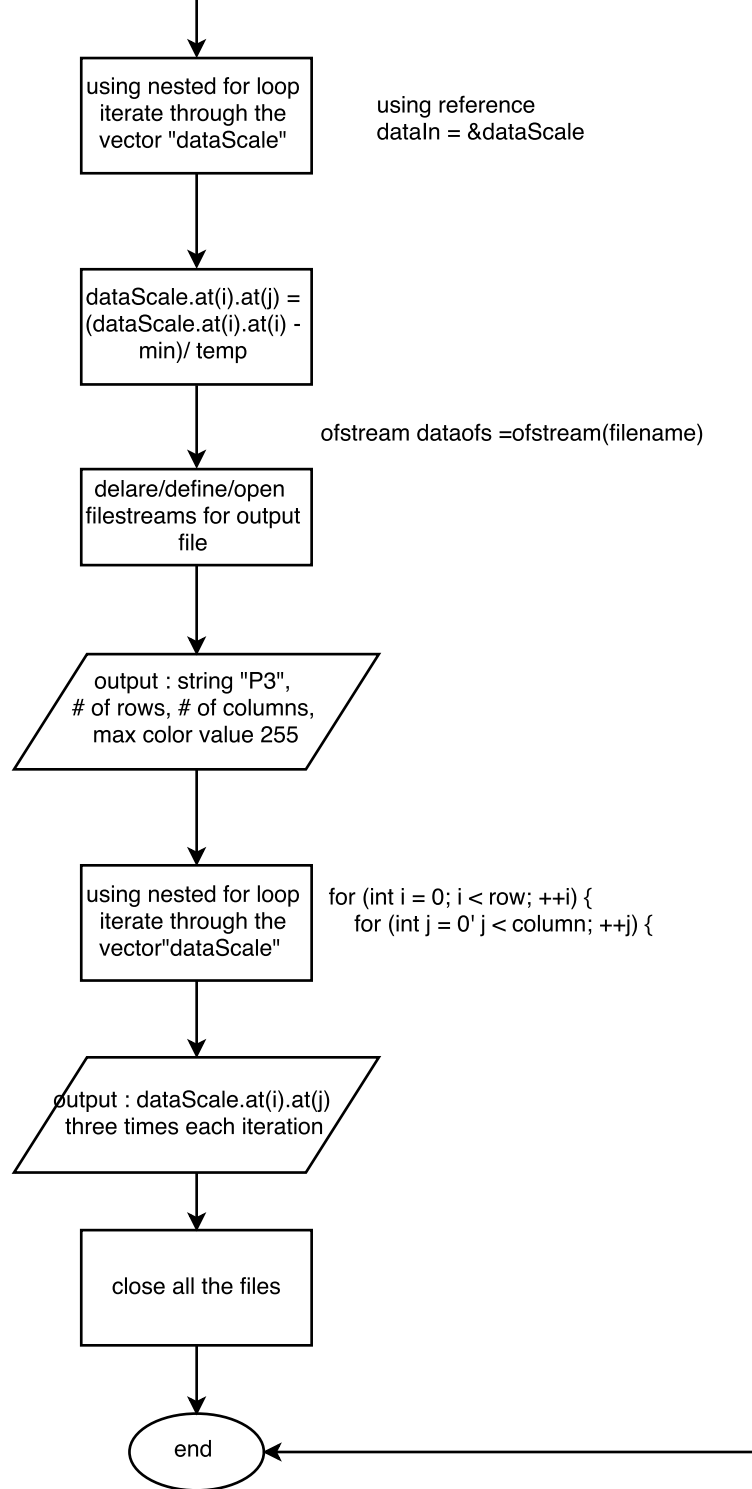 using nested for loop
iterate through the
vector "dataScale"
using reference
dataIn = &dataScale
dataScale.at(i).at(j) =
(dataScale.at(i).at(i) -
min)/ temp
ofstream dataofs =ofstream(filename)
delare/define/open
filestreams for output
file
output : string "P3",
# of rows, # of columns,
max color value 255
using nested for loop
iterate through the
vector"dataScale"
for (int i = 0; i < row; ++i) {
for (int j = 0' j < column; ++j) {
output : dataScale.at(i).at(j)
three times each iteration
close all the files
end